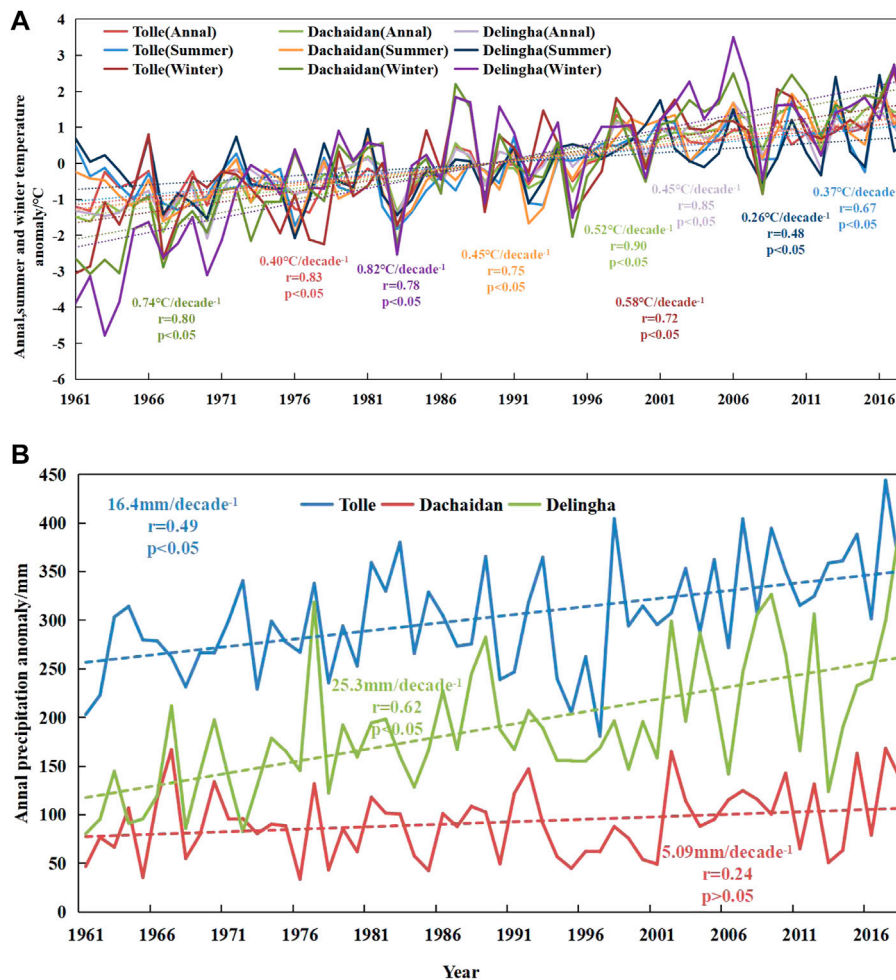 A
Tolle(Annal) Dachaidan(Annal) Delingha(Annal)
Tolle(Summer) Dachaidan(Summer) Delingha(Summer)
Tolle(Winter) Dachaidan(Winter) Delingha(Winter)
Annal,summer and winter temperature
anomaly/°C
4
3
2
1
0
-1
-2
-3
-4
-5
-6
0.74°C/decade⁻¹
r=0.80
p<0.05
0.40°C/decade⁻¹
r=0.83
p<0.05
0.82°C/decade⁻¹
r=0.78
p<0.05
0.45°C/decade⁻¹
r=0.75
p<0.05
0.52°C/decade⁻¹
r=0.90
p<0.05
0.58°C/decade⁻¹
r=0.72
p<0.05
0.45°C/decade⁻¹
r=0.85
p<0.05
0.26°C/decade⁻¹
r=0.48
p<0.05
0.37°C/decade
r=0.67
p<0.05
1961 1966 1971 1976 1981 1986 1991 1996 2001 2006 2011 2016
B
Annal precipitation anomaly/mm
450
400
350
300
250
200
150
100
50
0
Tolle Dachaidan Delingha
16.4mm/decade⁻¹
r=0.49
p<0.05
25.3mm/decade⁻¹
r=0.62
p<0.05
5.09mm/decade⁻¹
r=0.24
p>0.05
1961 1966 1971 1976 1981 1986 1991 1996 2001 2006 2011 2016
Year